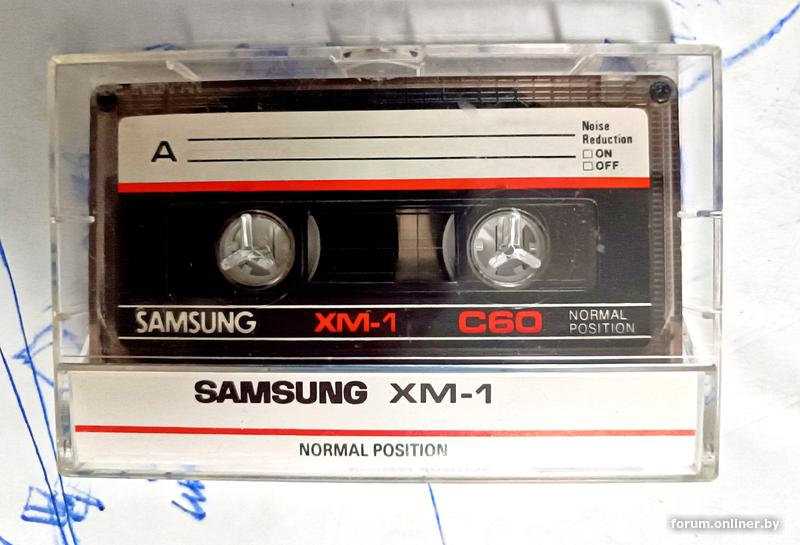 A
Noise
Reduction
ON
OFF
SAMSUNG XM-1 C60 NORMAL
POSITION
SAMSUNG XM-1
NORMAL POSITION
forum.onliner.by